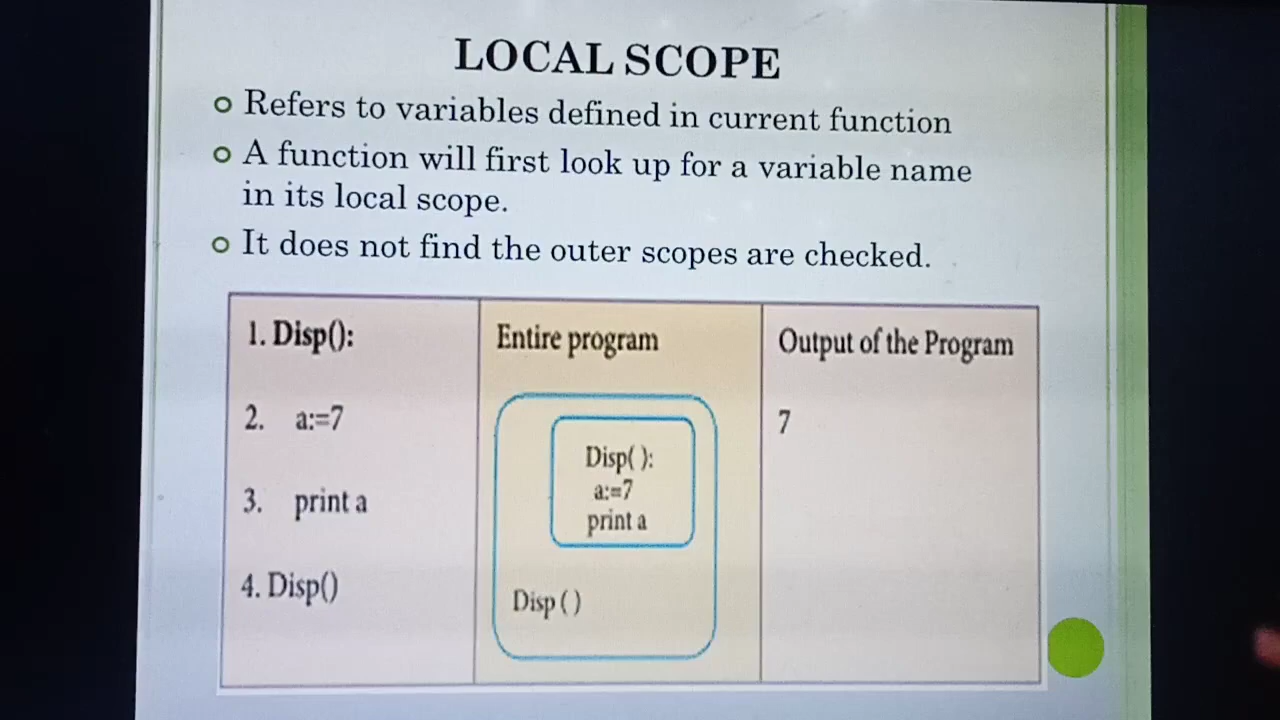 LOCAL SCOPE
Refers to variables defined in current function
A function will first look up for a variable name
in its local scope.
It does not find the outer scopes are checked.
1. Disp():
2. a:=7
3. print a
4. Disp()
Entire program
Disp( ):
a:=7
print a
Disp ( )
Output of the Program
7